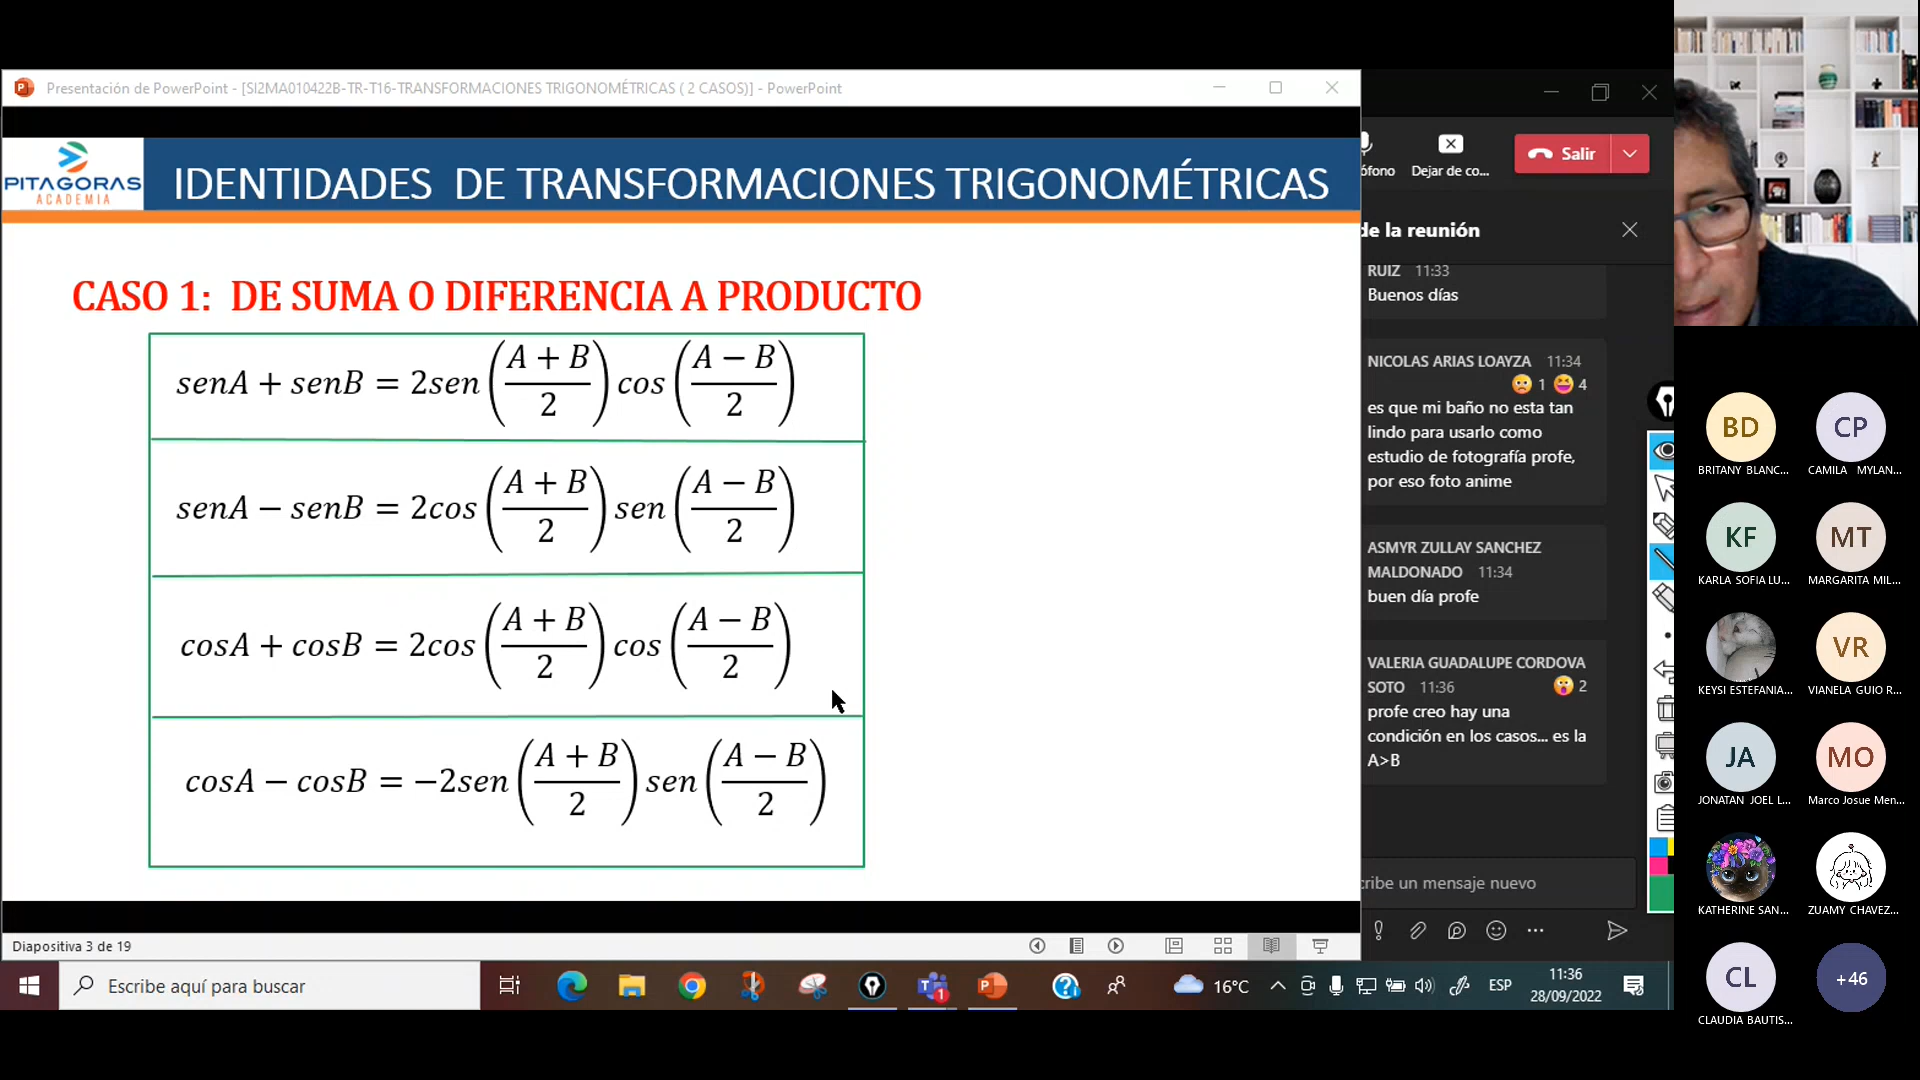 Presentación de PowerPoint - [SI2MA010422B-TR-T16-TRANSFORMACIONES TRIGONOMÉTRICAS ( 2 CASOS)] - PowerPoint
PITAGORAS
ACADEMIA
IDENTIDADES DE TRANSFORMACIONES TRIGONOMÉTRICAS
CASO 1: DE SUMA O DIFERENCIA A PRODUCTO
senA + senB = 2sen((A + B)/2) cos((A − B)/2)
senA − senB = 2cos((A + B)/2) sen((A − B)/2)
cosA + cosB = 2cos((A + B)/2) cos((A − B)/2)
cosA − cosB = −2sen((A + B)/2) sen((A − B)/2)
Diapositiva 3 de 19
ófono
Dejar de co...
Salir
de la reunión
RUIZ 11:33
Buenos días
NICOLAS ARIAS LOAYZA 11:34
1 4
es que mi baño no esta tan
lindo para usarlo como
estudio de fotografía profe,
por eso foto anime
ASMYR ZULLAY SANCHEZ
MALDONADO 11:34
buen día profe
VALERIA GUADALUPE CORDOVA
SOTO 11:36
2
profe creo hay una
condición en los casos... es la
A>B
cribe un mensaje nuevo
BD
BRITANY BLANC...
CP
CAMILA MYLAN...
KF
KARLA SOFIA LU...
MT
MARGARITA MIL...
KEYSI ESTEFANIA...
VR
VIANELA GUIO R...
JA
JONATAN JOEL L...
MO
Marco Josue Men...
KATHERINE SAN...
ZUAMY CHAVEZ...
CL
CLAUDIA BAUTIS...
+46
Escribe aquí para buscar
1
16°C
ESP
11:36
28/09/2022